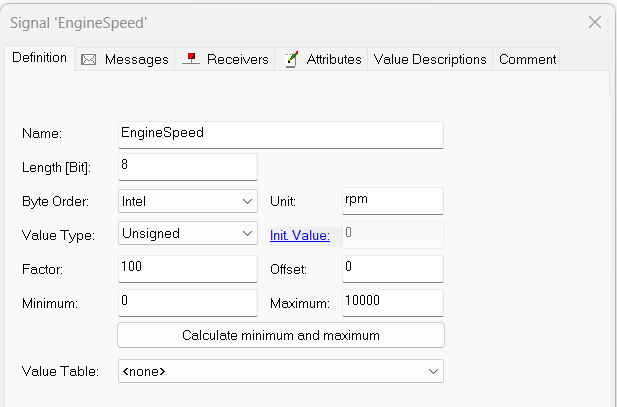 Signal 'EngineSpeed'
Definition Messages Receivers Attributes Value Descriptions Comment
Name: EngineSpeed
Length [Bit]: 8
Byte Order: Intel Unit: rpm
Value Type: Unsigned Init. Value: 0
Factor: 100 Offset: 0
Minimum: 0 Maximum: 10000
Calculate minimum and maximum
Value Table: <none>